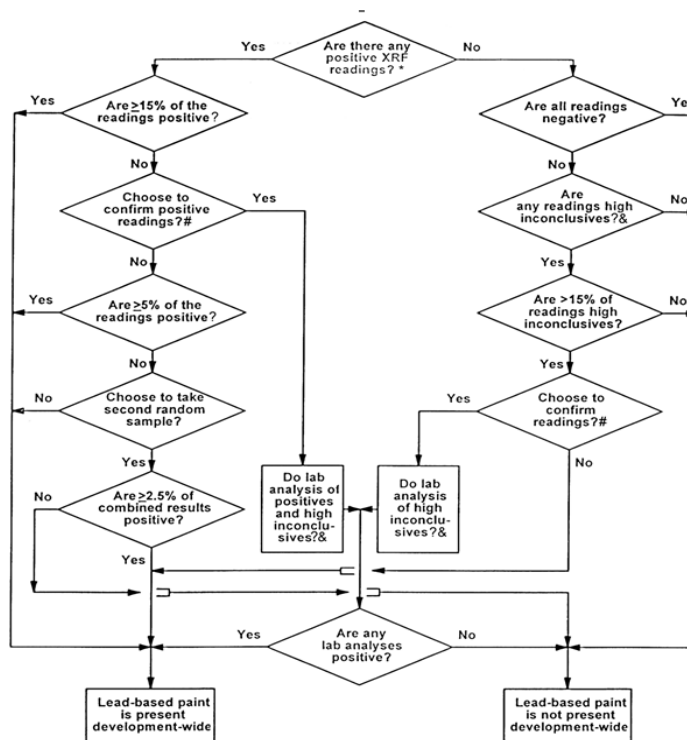 Are there any
positive XRF
readings? *
Yes
No
Are ≥15% of the
readings positive?
Yes
No
Are all readings
negative?
Yes
No
Choose to
confirm positive
readings?#
Yes
No
Are
any readings high
inconclusives?&
No
Yes
Are ≥5% of the
readings positive?
Yes
No
Are >15% of
readings high
inconclusives?
No
Yes
Choose to take
second random
sample?
No
Yes
Choose to
confirm
readings?#
Yes
No
Are ≥2.5% of
combined results
positive?
No
Yes
Do lab
analysis of
positives
and high
inconclu-
sives?&
Do lab
analysis
of high
inconclu-
sives?&
Are any
lab analyses
positive?
Yes
No
Lead-based paint
is present
development-wide
Lead-based paint
is not present
development-wide